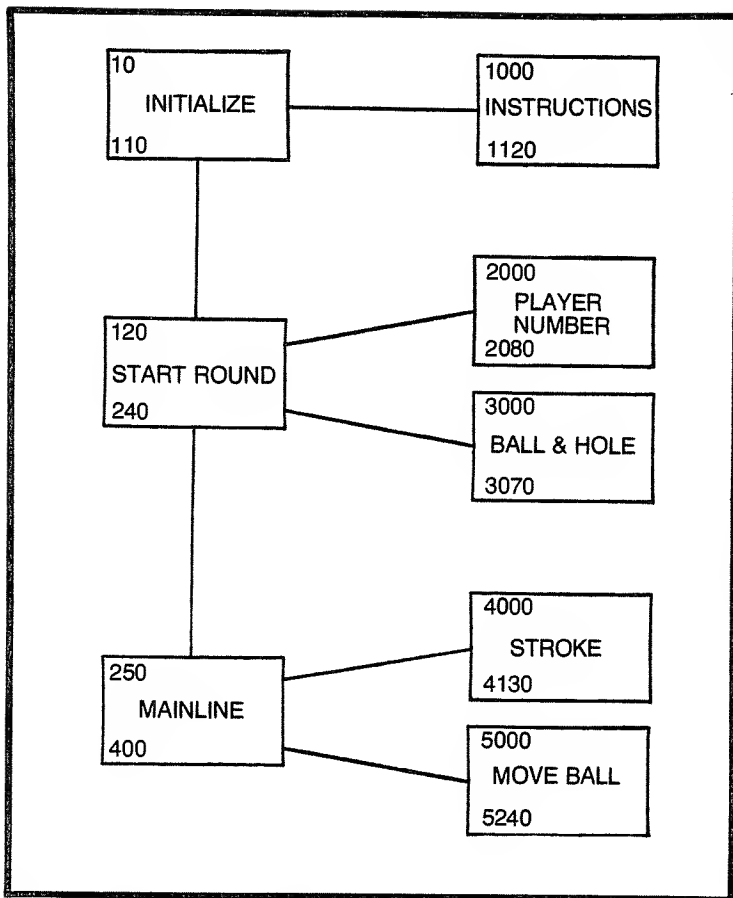 10
INITIALIZE
110
1000
INSTRUCTIONS
1120
120
START ROUND
240
2000
PLAYER
NUMBER
2080
3000
BALL & HOLE
3070
250
MAINLINE
400
4000
STROKE
4130
5000
MOVE BALL
5240